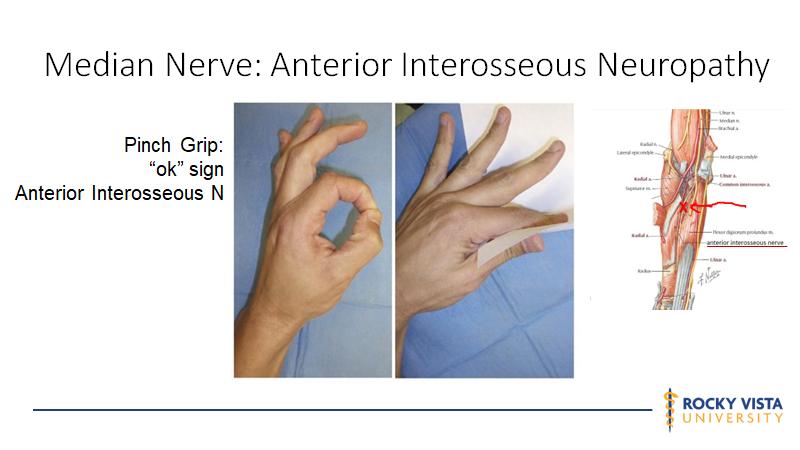 Median Nerve: Anterior Interosseous Neuropathy
Pinch Grip:
“ok” sign
Anterior Interosseous N
Ulnar n.
Median n.
Brachial a.
Radial n.
Lateral epicondyle
Medial epicondyle
Radial a.
Ulnar a.
Supinator m.
Common interosseous a.
X
Radial a.
Flexor digitorum profundus m.
anterior interosseous nerve
Ulnar a.
Radius
ROCKY VISTA
UNIVERSITY